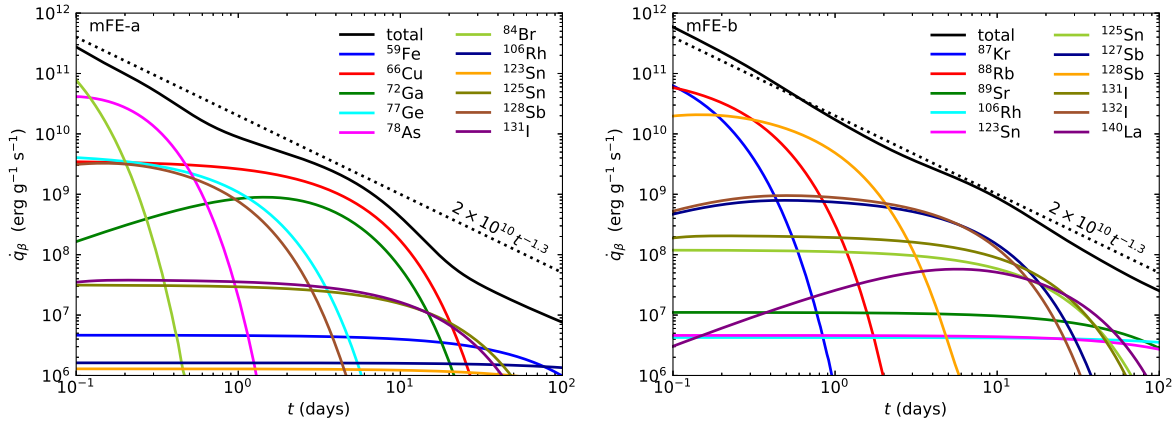 mFE-a
total
⁵⁹Fe
⁶⁶Cu
⁷²Ga
⁷⁷Ge
⁷⁸As
⁸⁴Br
¹⁰⁶Rh
¹²³Sn
¹²⁵Sn
¹²⁸Sb
¹³¹I
2 × 10¹⁰ t⁻¹·³
10¹²
10¹¹
10¹⁰
10⁹
10⁸
10⁷
10⁶
q̇β (erg g⁻¹ s⁻¹)
10⁻¹ 10⁰ 10¹ 10²
t (days)
mFE-b
total
⁸⁷Kr
⁸⁸Rb
⁸⁹Sr
¹⁰⁶Rh
¹²³Sn
¹²⁵Sn
¹²⁷Sb
¹²⁸Sb
¹³¹I
¹³²I
¹⁴⁰La
2 × 10¹⁰ t⁻¹·³
10¹²
10¹¹
10¹⁰
10⁹
10⁸
10⁷
10⁶
q̇β (erg g⁻¹ s⁻¹)
10⁻¹ 10⁰ 10¹ 10²
t (days)